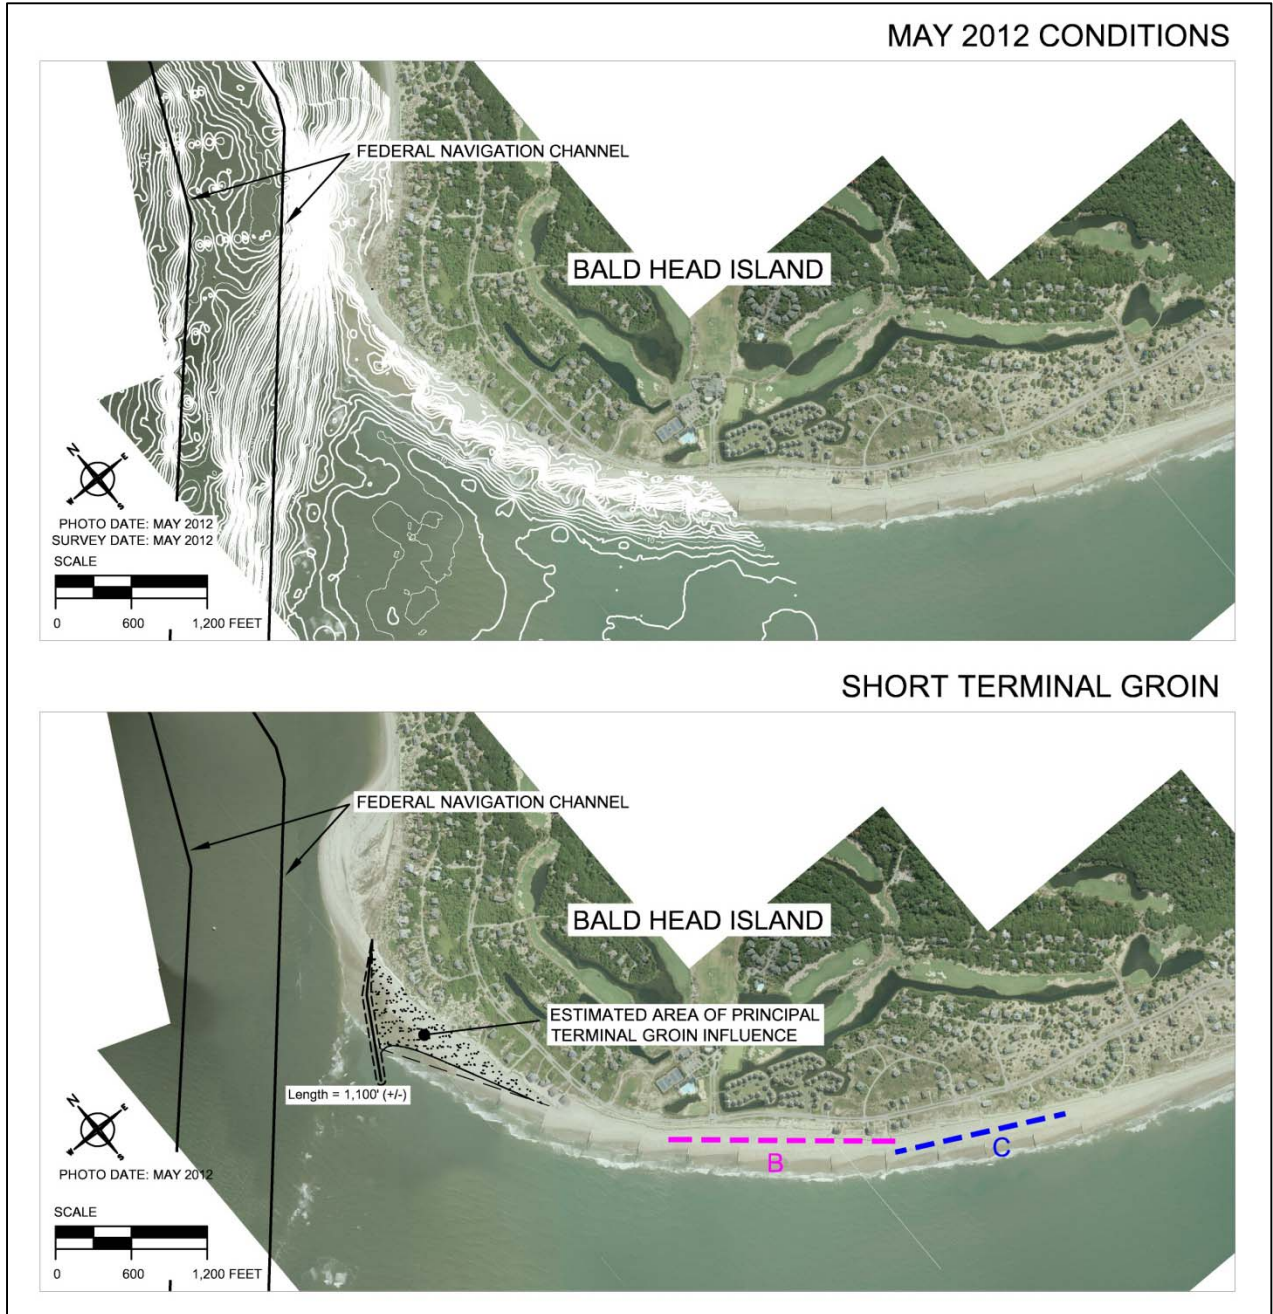 MAY 2012 CONDITIONS
FEDERAL NAVIGATION CHANNEL
BALD HEAD ISLAND
N
E
S
PHOTO DATE: MAY 2012
SURVEY DATE: MAY 2012
SCALE
0 600 1,200 FEET
SHORT TERMINAL GROIN
FEDERAL NAVIGATION CHANNEL
BALD HEAD ISLAND
ESTIMATED AREA OF PRINCIPAL
TERMINAL GROIN INFLUENCE
Length = 1,100' (+/-)
B
C
N
E
S
PHOTO DATE: MAY 2012
SCALE
0 600 1,200 FEET